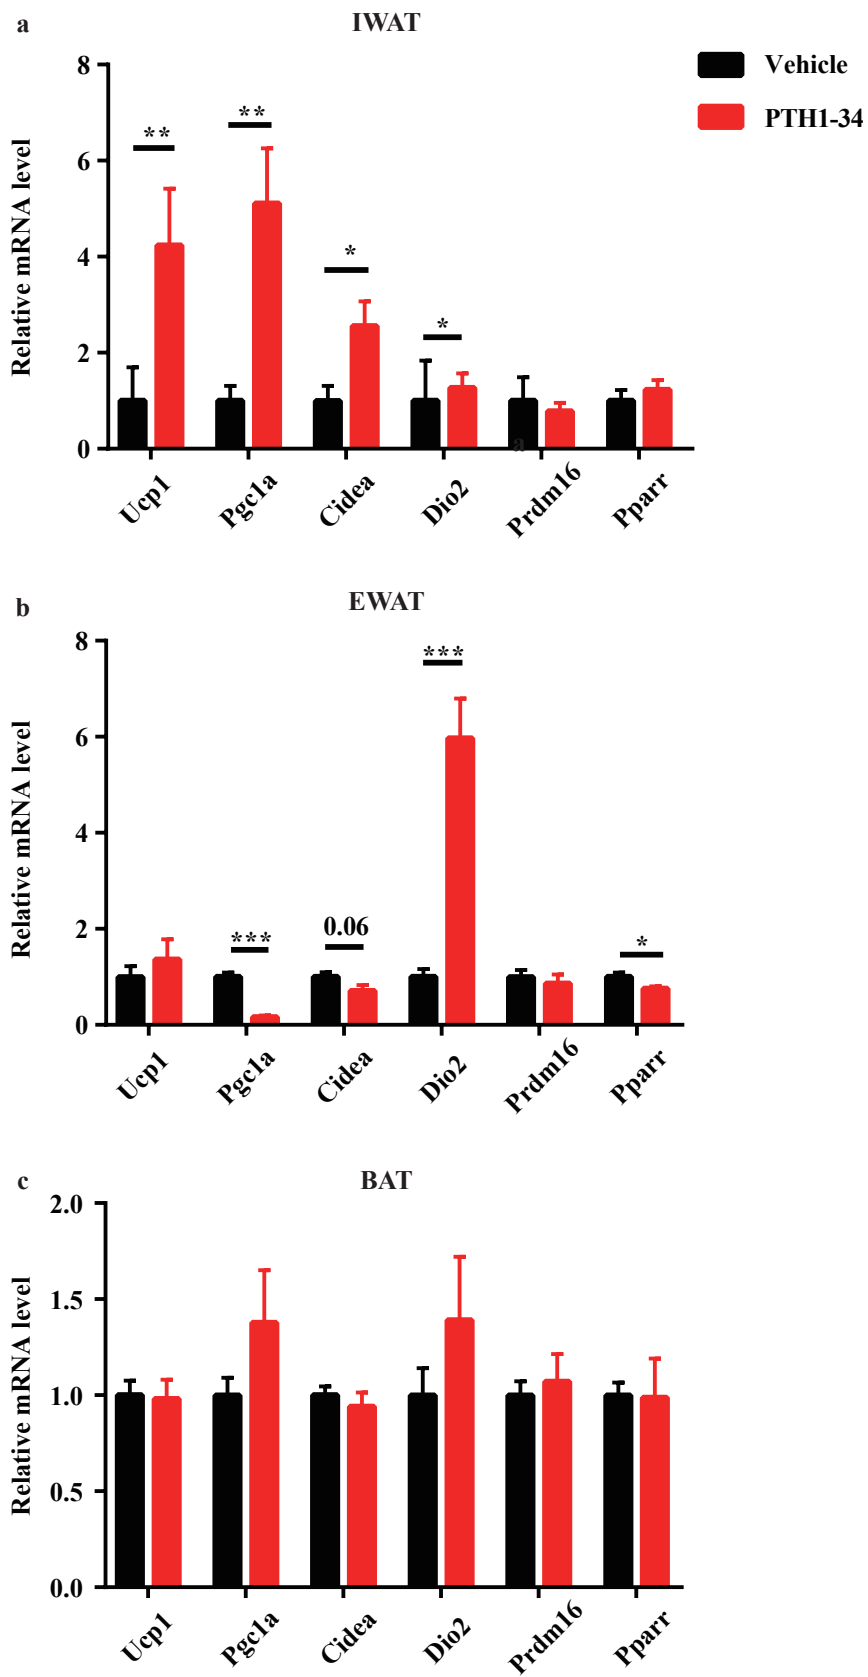 a
IWAT
Vehicle
PTH1-34
Relative mRNA level
8
6
4
2
0
**
**
*
*
a
Ucp1
Pgc1a
Cidea
Dio2
Prdm16
Pparr
b
EWAT
Relative mRNA level
8
6
4
2
0
***
0.06
***
*
Ucp1
Pgc1a
Cidea
Dio2
Prdm16
Pparr
c
BAT
Relative mRNA level
2.0
1.5
1.0
0.5
0.0
Ucp1
Pgc1a
Cidea
Dio2
Prdm16
Pparr